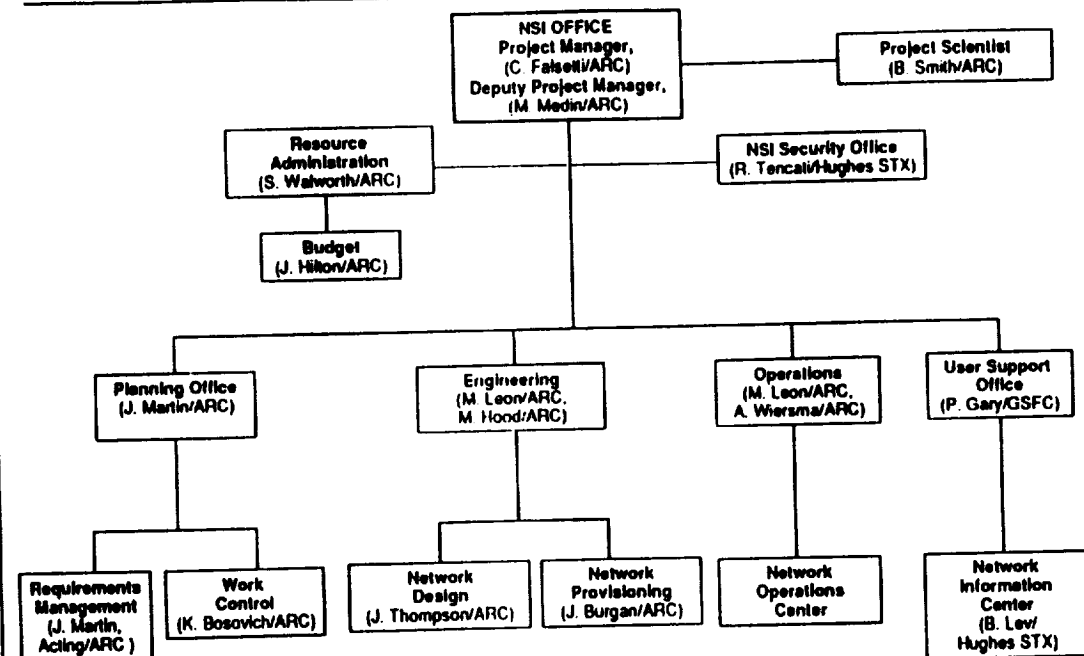 NSI OFFICE
Project Manager,
(C. Falsetti/ARC)
Deputy Project Manager,
(M. Medin/ARC)
Project Scientist
(B. Smith/ARC)
Resource
Administration
(S. Walworth/ARC)
NSI Security Office
(R. Tencati/Hughes STX)
Budget
(J. Hilton/ARC)
Planning Office
(J. Martin/ARC)
Engineering
(M. Leon/ARC,
M. Hond/ARC)
Operations
(M. Leon/ARC,
A. Wiersma/ARC)
User Support
Office
(P. Gary/GSFC)
Requirements
Management
(J. Martin,
Acting/ARC )
Work
Control
(K. Bosovich/ARC)
Network
Design
(J. Thompson/ARC)
Network
Provisioning
(J. Burgan/ARC)
Network
Operations
Center
Network
Information
Center
(B. Lev/
Hughes STX)